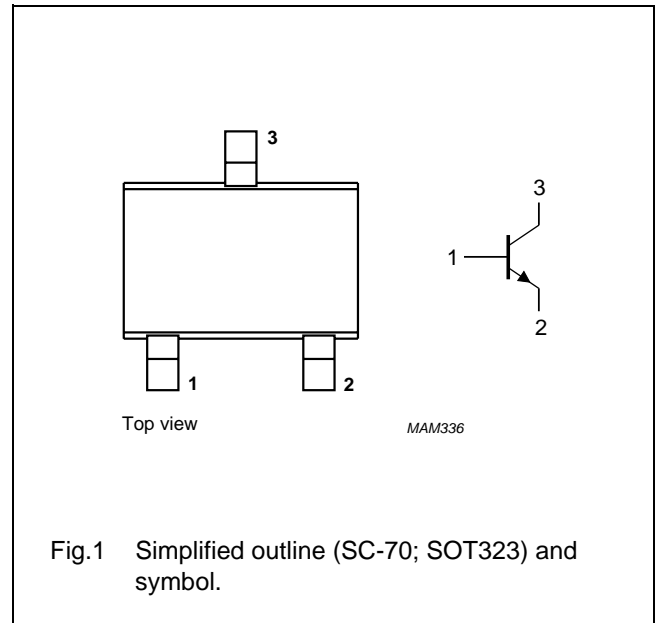 3
3
1
2
1
2
Top view
MAM336
Fig.1 Simplified outline (SC-70; SOT323) and
symbol.